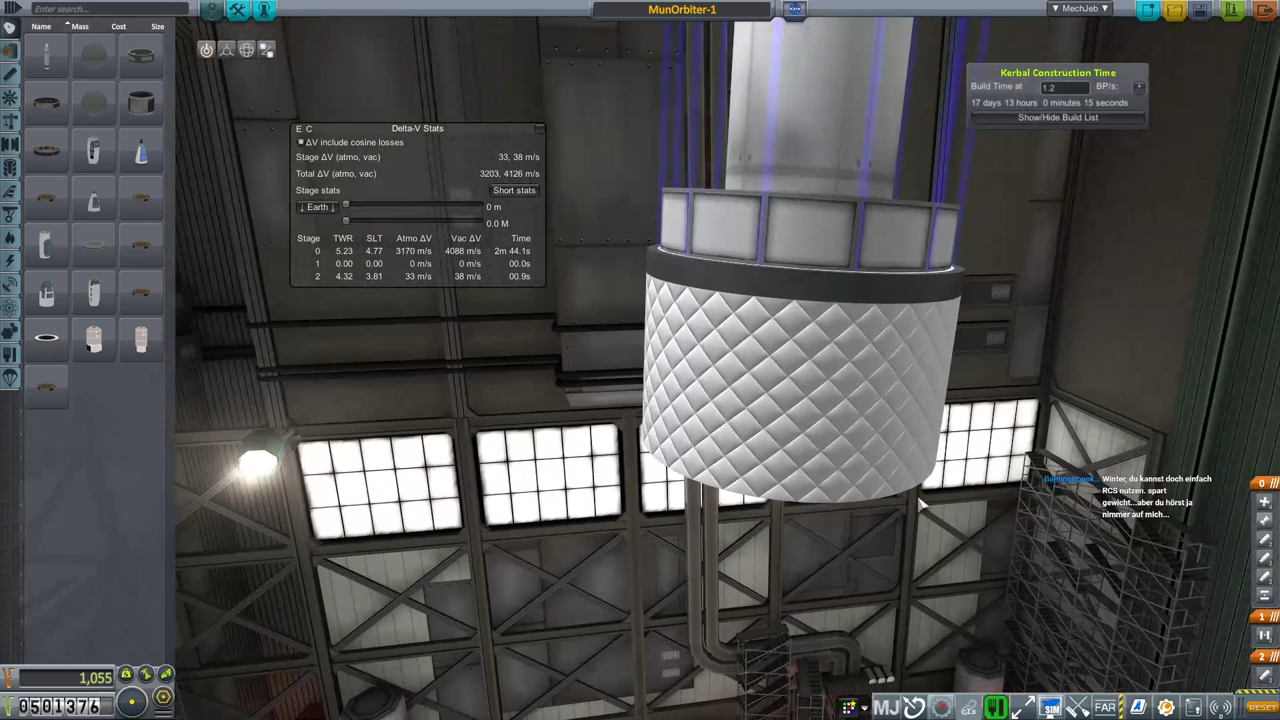 Enter search...
MunOrbiter-1
▼ MechJeb ▼
Name Mass Cost Size
Kerbal Construction Time
Build Time at 1.2 BP/s: *
17 days 13 hours 0 minutes 15 seconds
Show/Hide Build List
E C Delta-V Stats
ΔV include cosine losses
Stage ΔV (atmo, vac) 33, 38 m/s
Total ΔV (atmo, vac) 3203, 4126 m/s
Stage stats Short stats
↓ Earth ↓ 0 m
0.0 M
Stage TWR SLT Atmo ΔV Vac ΔV Time
0 5.23 4.77 3170 m/s 4088 m/s 2m 44.1s
1 0.00 0.00 0 m/s 0 m/s 00.0s
2 4.32 3.81 33 m/s 38 m/s 00.9s
Winter, du kannst doch einfach
RCS nutzen. spart
gewicht...aber du hörst ja
nimmer auf mich...
0
1
2
1,055
0501376
MJ
CLS
SIM
FAR
RESET